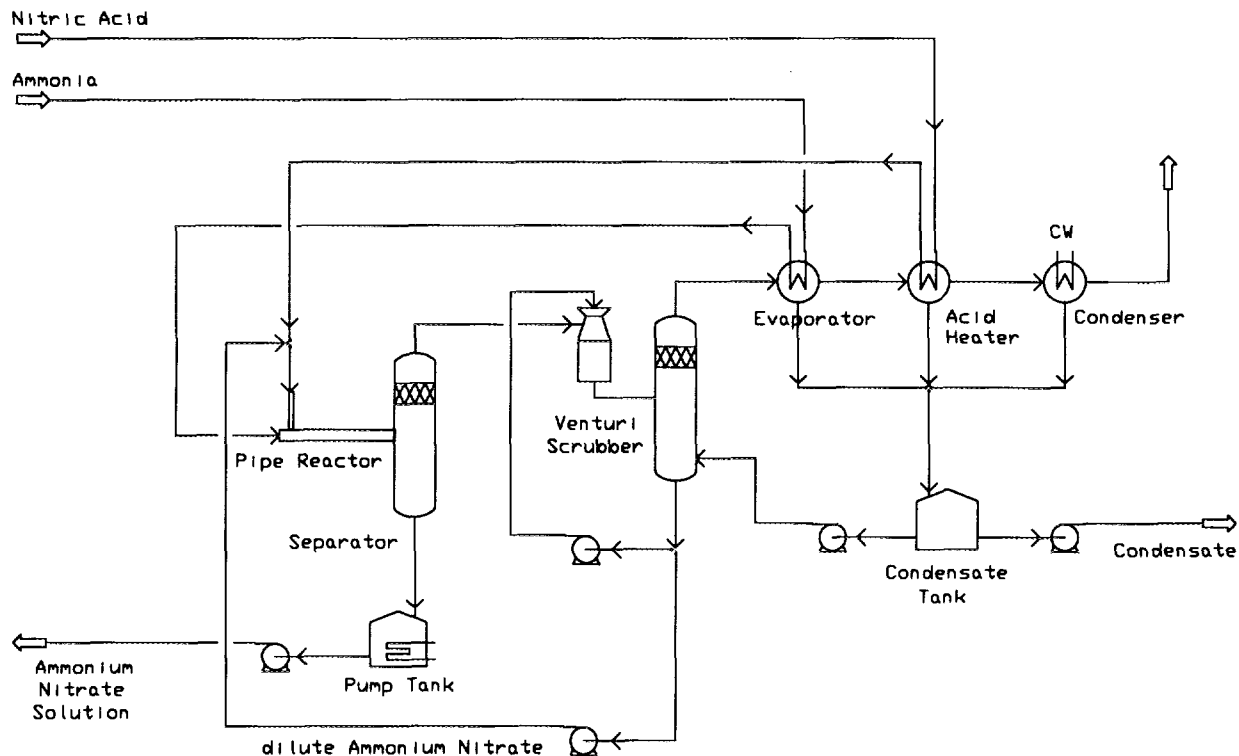 Nitric Acid
Ammonia
CW
Evaporator
Acid
Heater
Condenser
Venturi
Scrubber
Pipe Reactor
Separator
Condensate
Condensate
Tank
Ammonium
Nitrate
Solution
Pump Tank
dilute Ammonium Nitrate